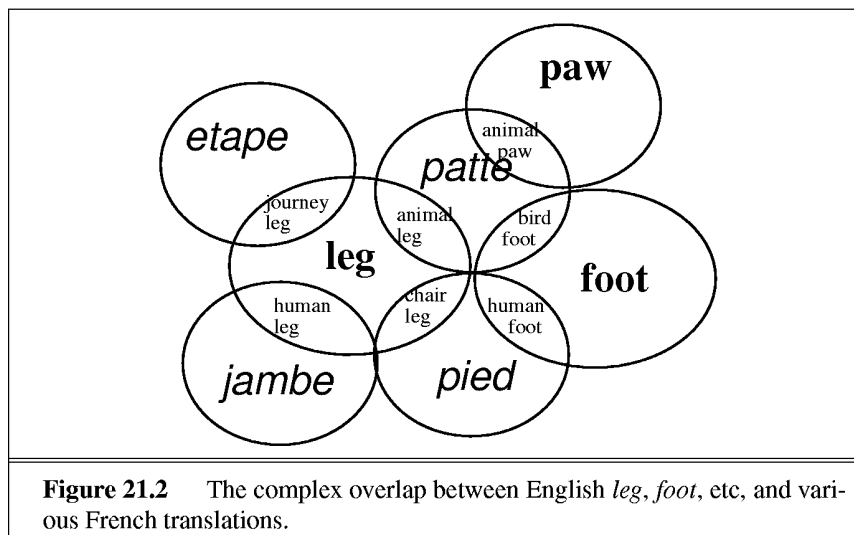 paw
etape
animal
paw
patte
journey
leg
animal
leg
bird
foot
leg
foot
human
leg
chair
leg
human
foot
jambe
pied
Figure 21.2 The complex overlap between English leg, foot, etc, and vari-
ous French translations.